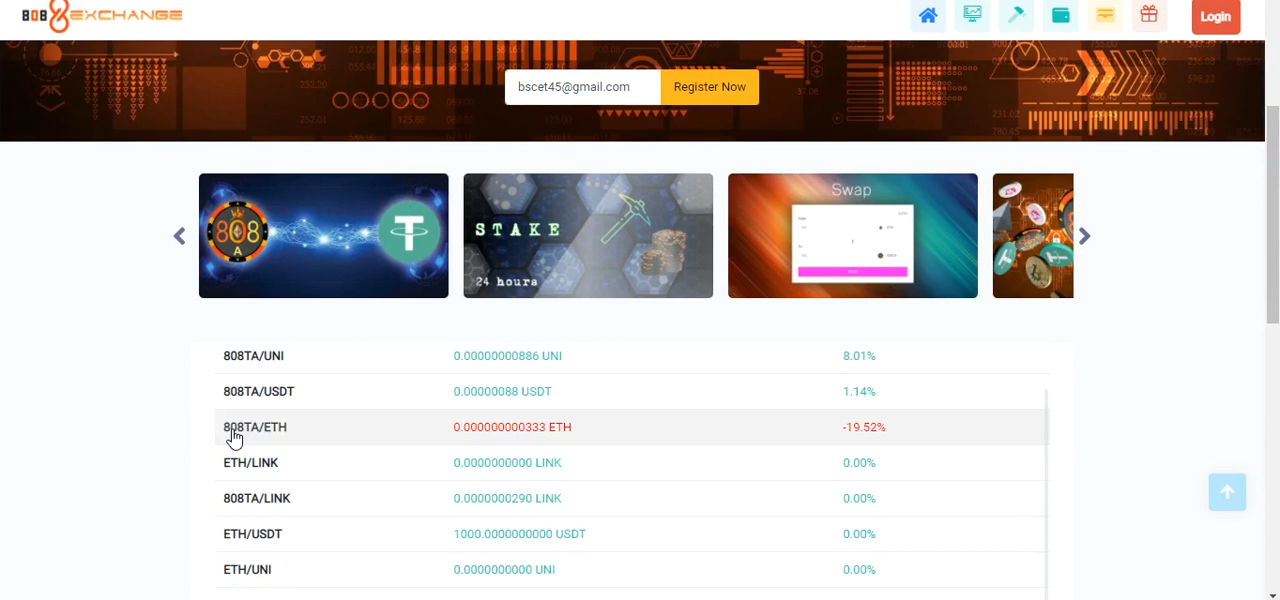 808 EXCHANGE
Login
bscet45@gmail.com Register Now
808
A
STAKE
24 hours
Swap
808TA/UNI 0.00000000886 UNI 8.01%
808TA/USDT 0.00000088 USDT 1.14%
808TA/ETH 0.000000000333 ETH -19.52%
ETH/LINK 0.0000000000 LINK 0.00%
808TA/LINK 0.0000000290 LINK 0.00%
ETH/USDT 1000.0000000000 USDT 0.00%
ETH/UNI 0.0000000000 UNI 0.00%